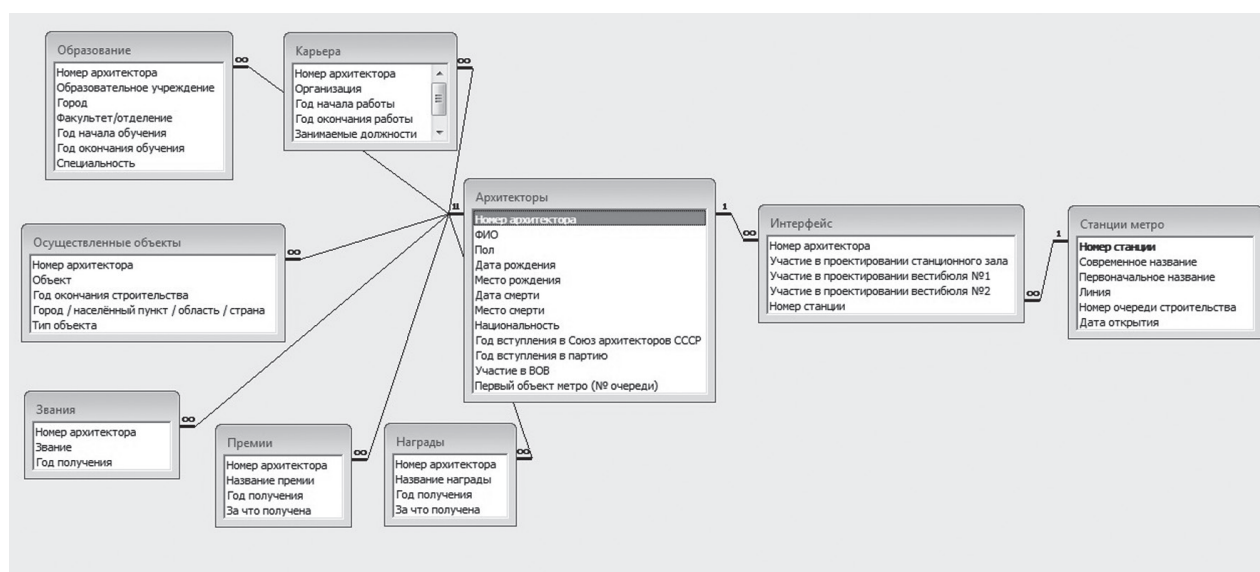 Образование
Номер архитектора
Образовательное учреждение
Город
Факультет/отделение
Год начала обучения
Год окончания обучения
Специальность
Карьера
Номер архитектора
Организация
Год начала работы
Год окончания работы
Занимаемые должности
Осуществленные объекты
Номер архитектора
Объект
Год окончания строительства
Город / населённый пункт / область / страна
Тип объекта
Звания
Номер архитектора
Звание
Год получения
Премии
Номер архитектора
Название премии
Год получения
За что получена
Награды
Номер архитектора
Название награды
Год получения
За что получена
Архитекторы
Номер архитектора
ФИО
Пол
Дата рождения
Место рождения
Дата смерти
Место смерти
Национальность
Год вступления в Союз архитекторов СССР
Год вступления в партию
Участие в ВОВ
Первый объект метро (№ очереди)
Интерфейс
Номер архитектора
Участие в проектировании станционного зала
Участие в проектировании вестибюля №1
Участие в проектировании вестибюля №2
Номер станции
Станции метро
Номер станции
Современное название
Первоначальное название
Линия
Номер очереди строительства
Дата открытия
∞
∞
∞
∞
∞
∞
11
1
∞
∞
1